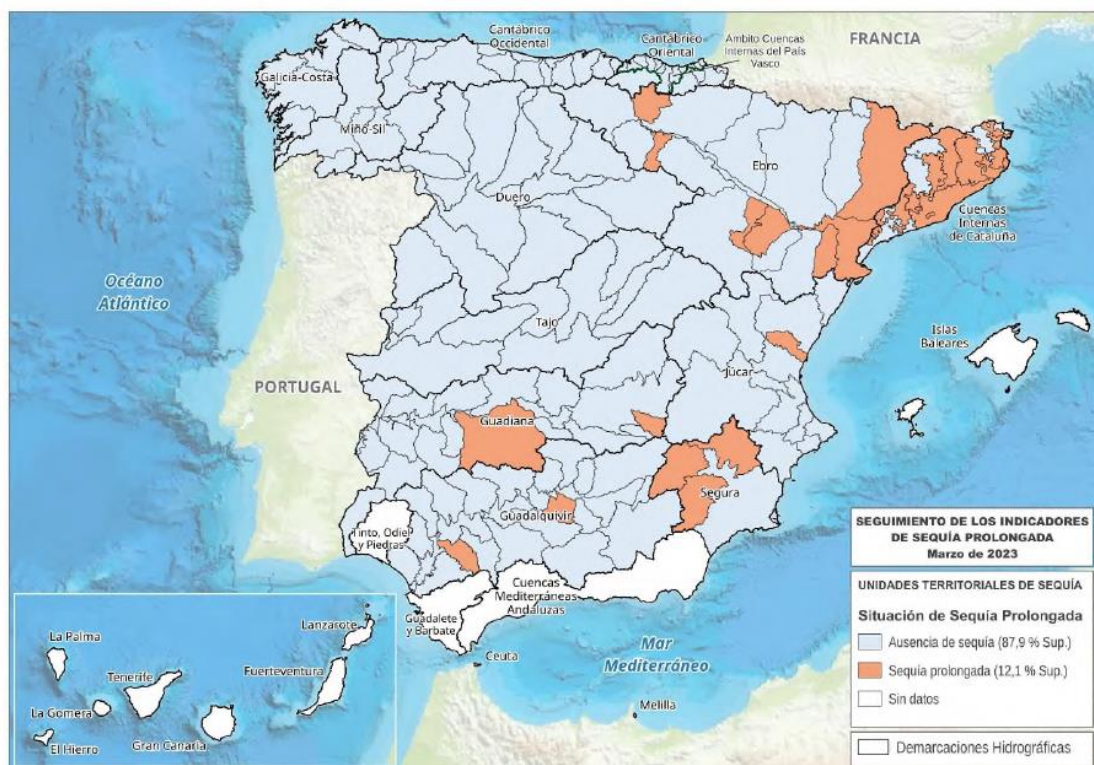 Cantábrico
Occidental
Cantábrico
Oriental
Ámbito Cuencas
Internas del País
Vasco
FRANCIA
Galicia-Costa
Miño-Sil
Ebro
Duero
Cuencas
Internas
de Cataluña
Océano
Atlántico
Tajo
Islas
Baleares
PORTUGAL
Júcar
Guadiana
Segura
Guadalquivir
Tinto, Odiel
y Piedras
Cuencas
Mediterráneas
Andaluzas
Guadalete
y Barbate
Ceuta
Mar
Mediterráneo
Melilla
La Palma
Lanzarote
Tenerife
Fuerteventura
La Gomera
El Hierro
Gran Canaria
SEGUIMIENTO DE LOS INDICADORES
DE SEQUÍA PROLONGADA
Marzo de 2023
UNIDADES TERRITORIALES DE SEQUÍA
Situación de Sequía Prolongada
Ausencia de sequía (87,9 % Sup.)
Sequía prolongada (12,1 % Sup.)
Sin datos
Demarcaciones Hidrográficas